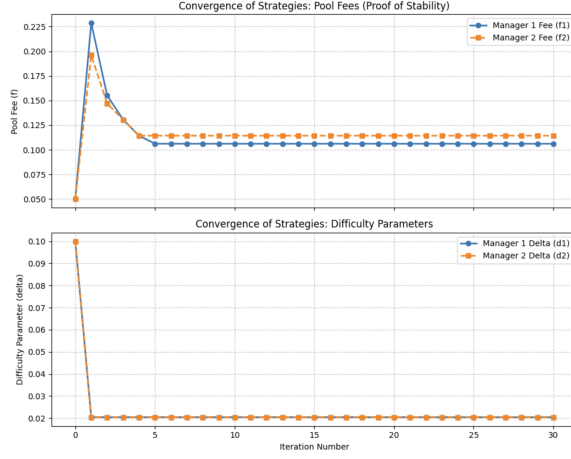 Convergence of Strategies: Pool Fees (Proof of Stability)
Manager 1 Fee (f1)
Manager 2 Fee (f2)
Pool Fee (f)
0.225
0.200
0.175
0.150
0.125
0.100
0.075
0.050
Convergence of Strategies: Difficulty Parameters
Manager 1 Delta (d1)
Manager 2 Delta (d2)
Difficulty Parameter (delta)
0.10
0.09
0.08
0.07
0.06
0.05
0.04
0.03
0.02
0
5
10
15
20
25
30
Iteration Number